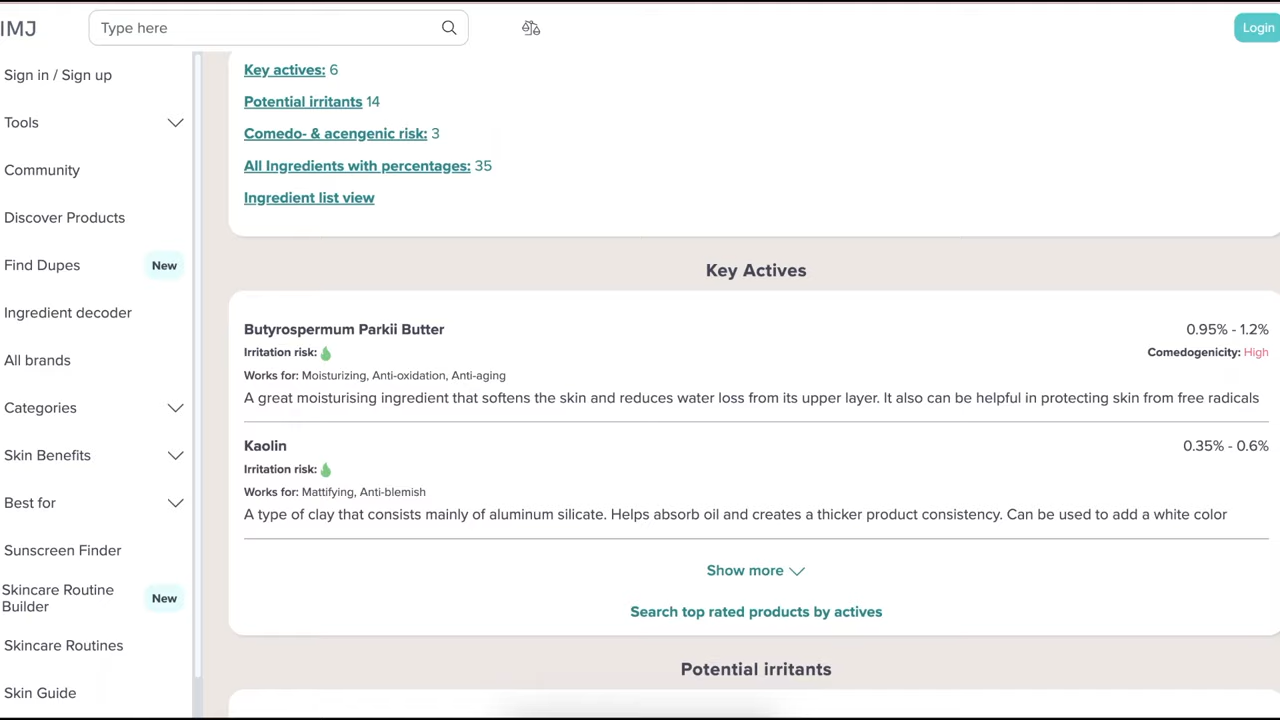 IMJ
Type here
Login
Sign in / Sign up
Tools
Community
Discover Products
Find Dupes New
Ingredient decoder
All brands
Categories
Skin Benefits
Best for
Sunscreen Finder
Skincare Routine
Builder
New
Skincare Routines
Skin Guide
Key actives: 6
Potential irritants 14
Comedo- & acengenic risk: 3
All Ingredients with percentages: 35
Ingredient list view
Key Actives
Butyrospermum Parkii Butter 0.95% - 1.2%
Irritation risk: Comedogenicity: High
Works for: Moisturizing, Anti-oxidation, Anti-aging
A great moisturising ingredient that softens the skin and reduces water loss from its upper layer. It also can be helpful in protecting skin from free radicals
Kaolin 0.35% - 0.6%
Irritation risk:
Works for: Mattifying, Anti-blemish
A type of clay that consists mainly of aluminum silicate. Helps absorb oil and creates a thicker product consistency. Can be used to add a white color
Show more
Search top rated products by actives
Potential irritants